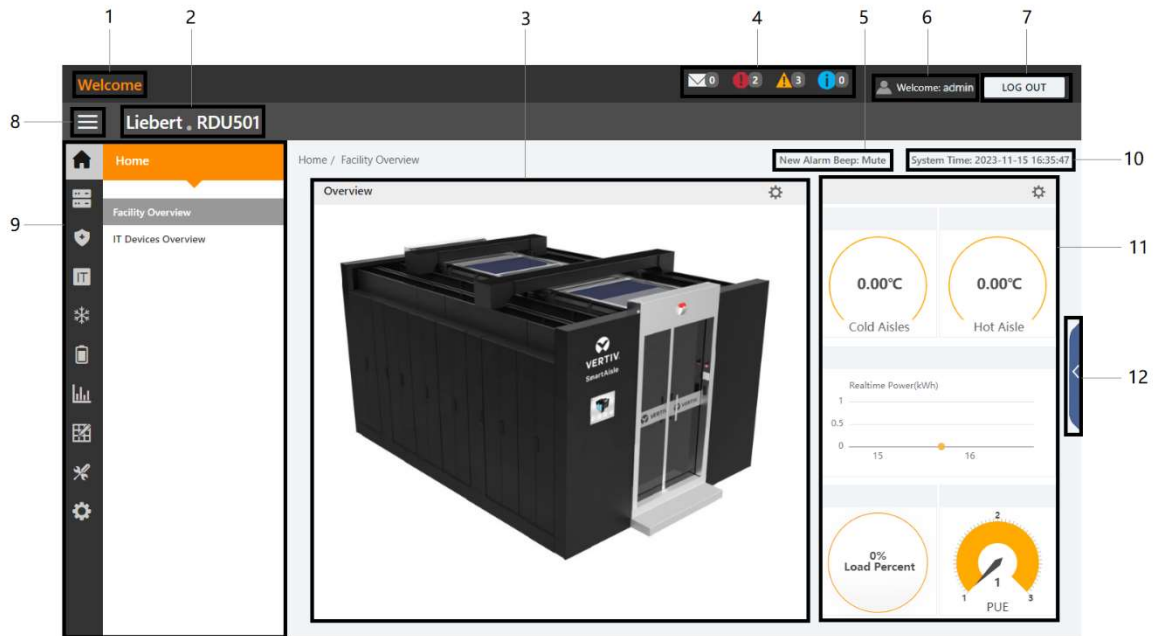 1 2 3 4 5 6 7
Welcome 0 2 3 0 Welcome: admin LOG OUT
8 Liebert . RDU501
Home Home / Facility Overview New Alarm Beep: Mute System Time: 2023-11-15 16:35:47 10
Overview
Facility Overview
9
IT Devices Overview
11
IT
0.00℃ 0.00℃
Cold Aisles Hot Aisle
VERTIV.
SmartAisle
12
Realtime Power(kWh)
1
VERTIV VERTIV
0.5
0
15 16
2
0%
Load Percent
1
1 3
PUE